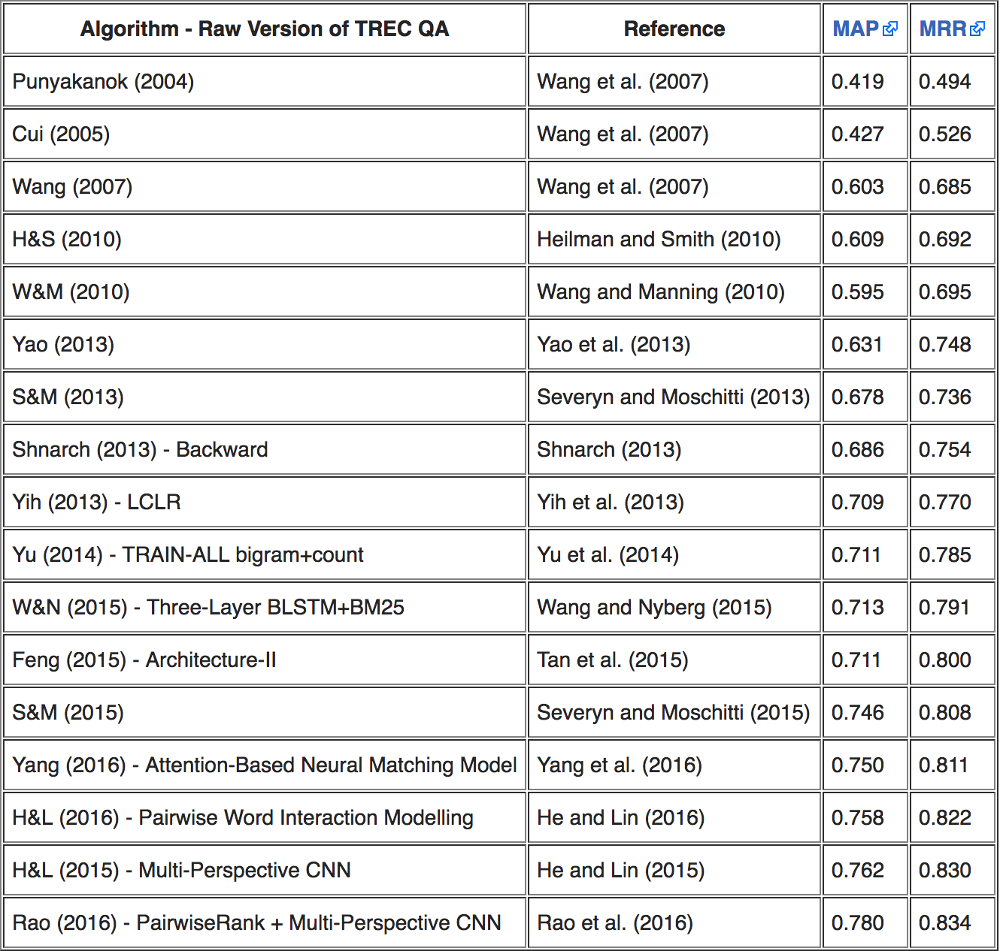 Algorithm - Raw Version of TREC QA Reference MAP MRR
Punyakanok (2004) Wang et al. (2007) 0.419 0.494
Cui (2005) Wang et al. (2007) 0.427 0.526
Wang (2007) Wang et al. (2007) 0.603 0.685
H&S (2010) Heilman and Smith (2010) 0.609 0.692
W&M (2010) Wang and Manning (2010) 0.595 0.695
Yao (2013) Yao et al. (2013) 0.631 0.748
S&M (2013) Severyn and Moschitti (2013) 0.678 0.736
Shnarch (2013) - Backward Shnarch (2013) 0.686 0.754
Yih (2013) - LCLR Yih et al. (2013) 0.709 0.770
Yu (2014) - TRAIN-ALL bigram+count Yu et al. (2014) 0.711 0.785
W&N (2015) - Three-Layer BLSTM+BM25 Wang and Nyberg (2015) 0.713 0.791
Feng (2015) - Architecture-II Tan et al. (2015) 0.711 0.800
S&M (2015) Severyn and Moschitti (2015) 0.746 0.808
Yang (2016) - Attention-Based Neural Matching Model Yang et al. (2016) 0.750 0.811
H&L (2016) - Pairwise Word Interaction Modelling He and Lin (2016) 0.758 0.822
H&L (2015) - Multi-Perspective CNN He and Lin (2015) 0.762 0.830
Rao (2016) - PairwiseRank + Multi-Perspective CNN Rao et al. (2016) 0.780 0.834